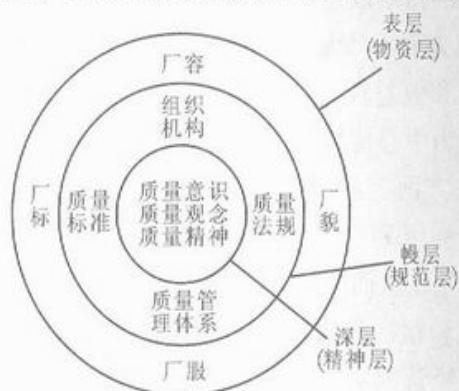 表层
(物资层)
厂容
组织
机构
厂标
质量
标准
质量意识
质量观念
质量精神
质量
法规
厂貌
幔层
(规范层)
质量管
理体系
深层
(精神层)
厂服